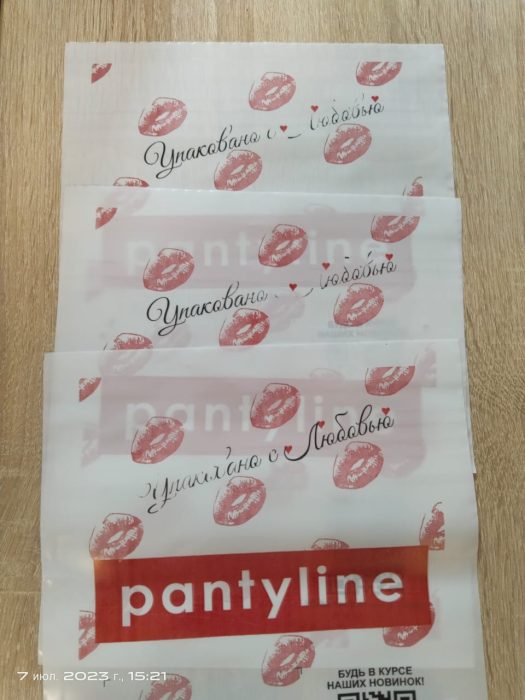 Упаковано с Любовью
pantyline
Упаковано с Любовью
pantyline
Упаковано с Любовью
pantyline
БУДЬ В КУРСЕ
НАШИХ НОВИНОК!
7 июл. 2023 г., 15:21